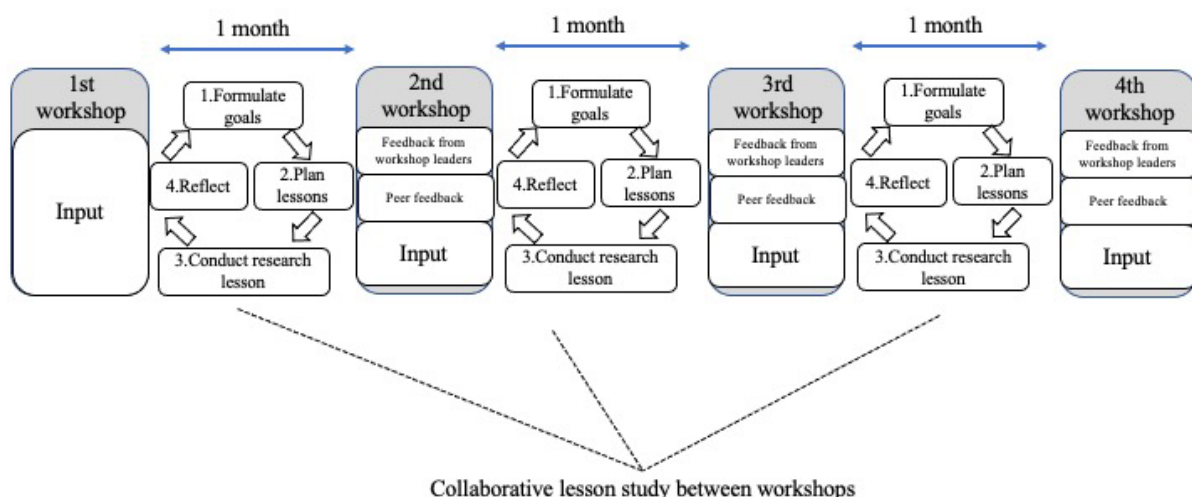 1 month
1 month
1 month
1st
workshop
Input
1.Formulate
goals
2.Plan
lessons
3.Conduct research
lesson
4.Reflect
2nd
workshop
Feedback from
workshop leaders
Peer feedback
Input
1.Formulate
goals
2.Plan
lessons
3.Conduct research
lesson
4.Reflect
3rd
workshop
Feedback from
workshop leaders
Peer feedback
Input
1.Formulate
goals
2.Plan
lessons
3.Conduct research
lesson
4.Reflect
4th
workshop
Feedback from
workshop leaders
Peer feedback
Input
Collaborative lesson study between workshops